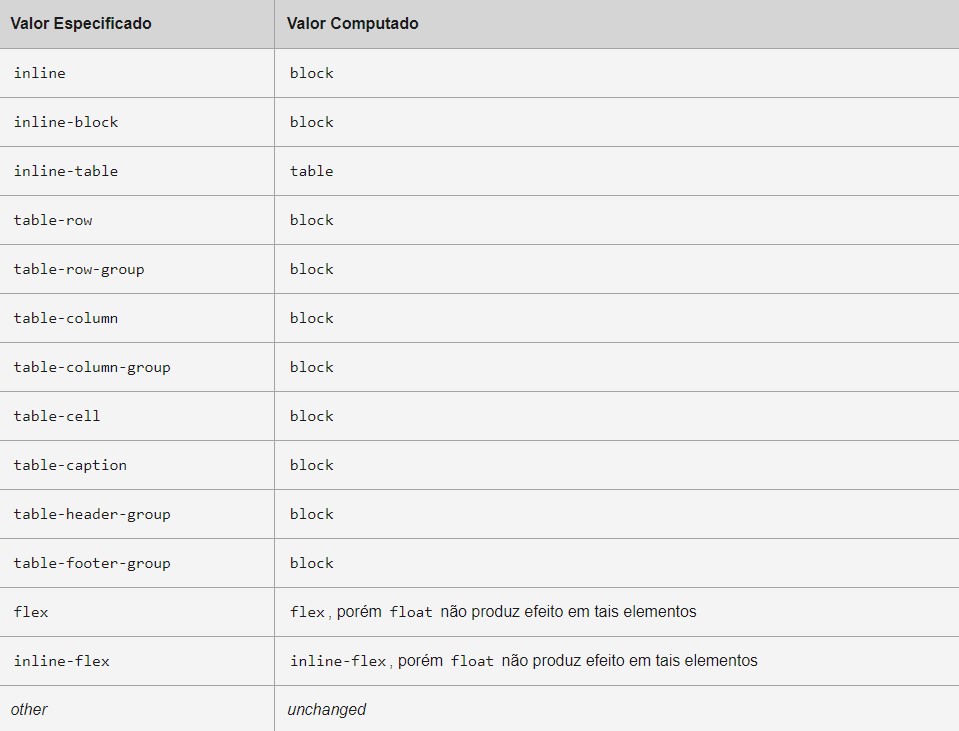 Valor Especificado Valor Computado
inline block
inline-block block
inline-table table
table-row block
table-row-group block
table-column block
table-column-group block
table-cell block
table-caption block
table-header-group block
table-footer-group block
flex flex, porém float não produz efeito em tais elementos
inline-flex inline-flex, porém float não produz efeito em tais elementos
other unchanged